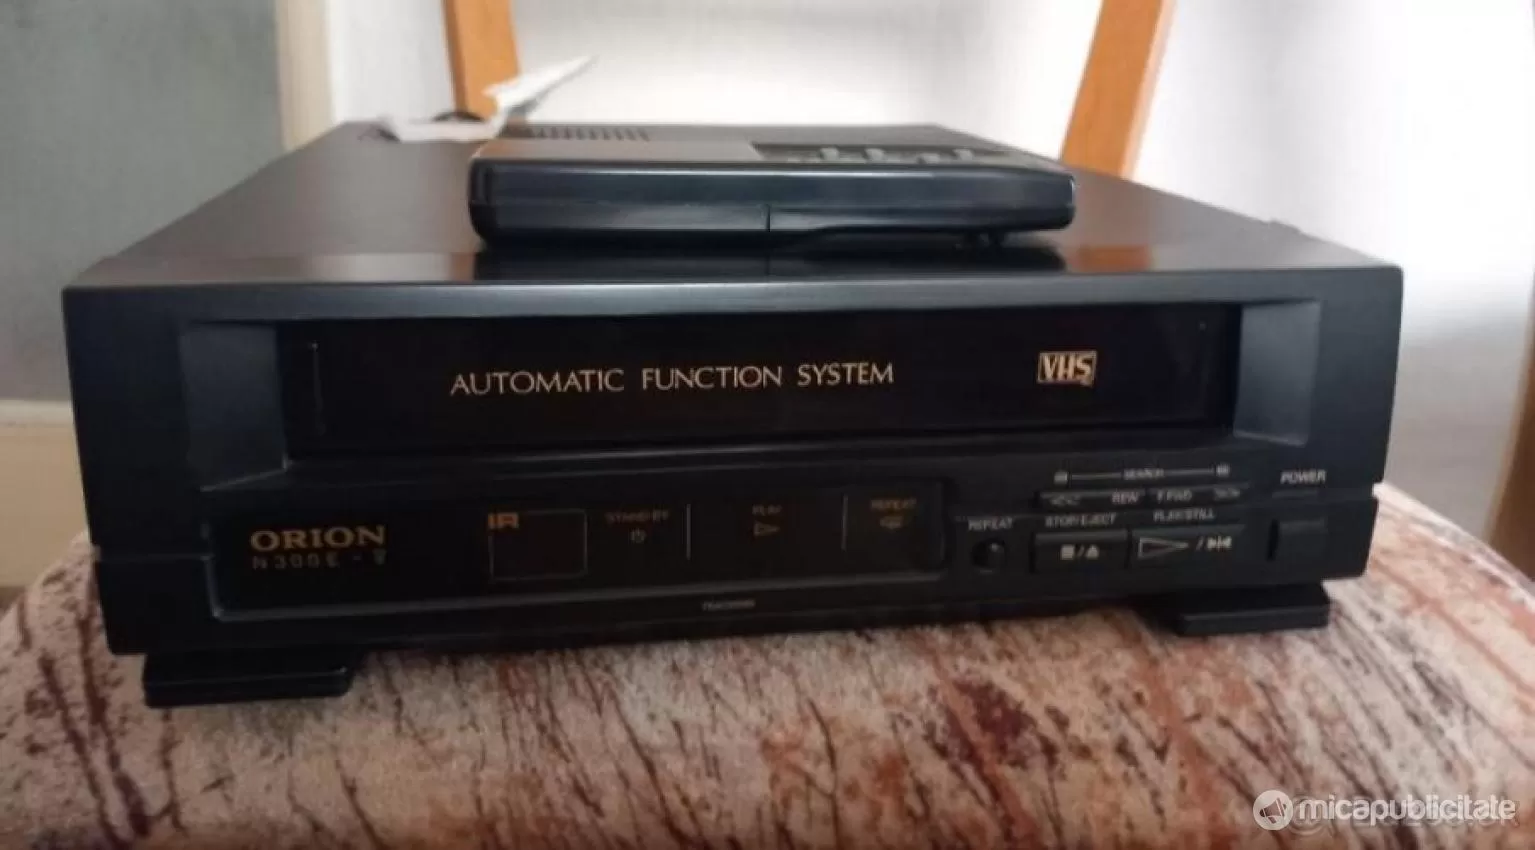 AUTOMATIC FUNCTION SYSTEM
VHS
SEARCH
POWER
REW F.FWD
ORION
IR
STAND BY
PLAY
REPEAT
REPEAT
STOP/EJECT
PLAY/STILL
TRACKING
micapublicitate